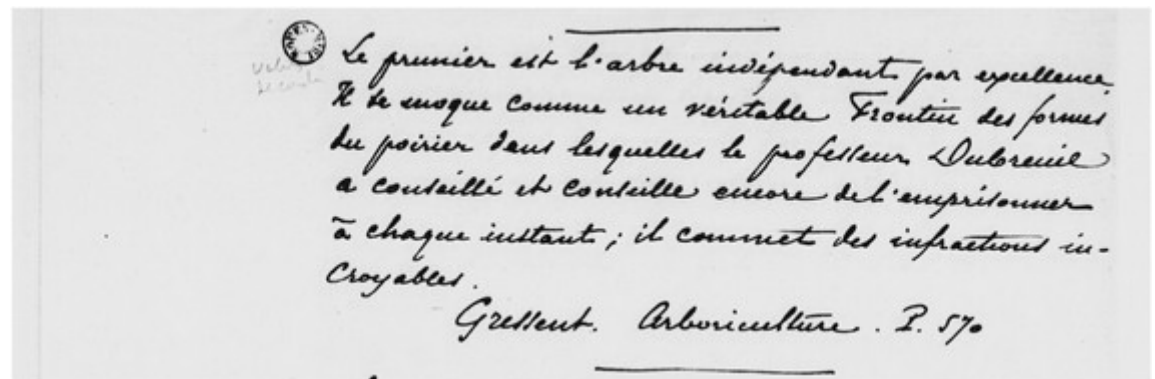 Le prunier est l'arbre indépendant par excellence.
Il se moque comme un véritable Frontin des formes
du poirier dans lesquelles le professeur Dubreuil
a conseillé et conseille encore de l'emprisonner
à chaque instant ; il commet des infractions in-
croyables.
Gressent. Arboriculture. P. 570